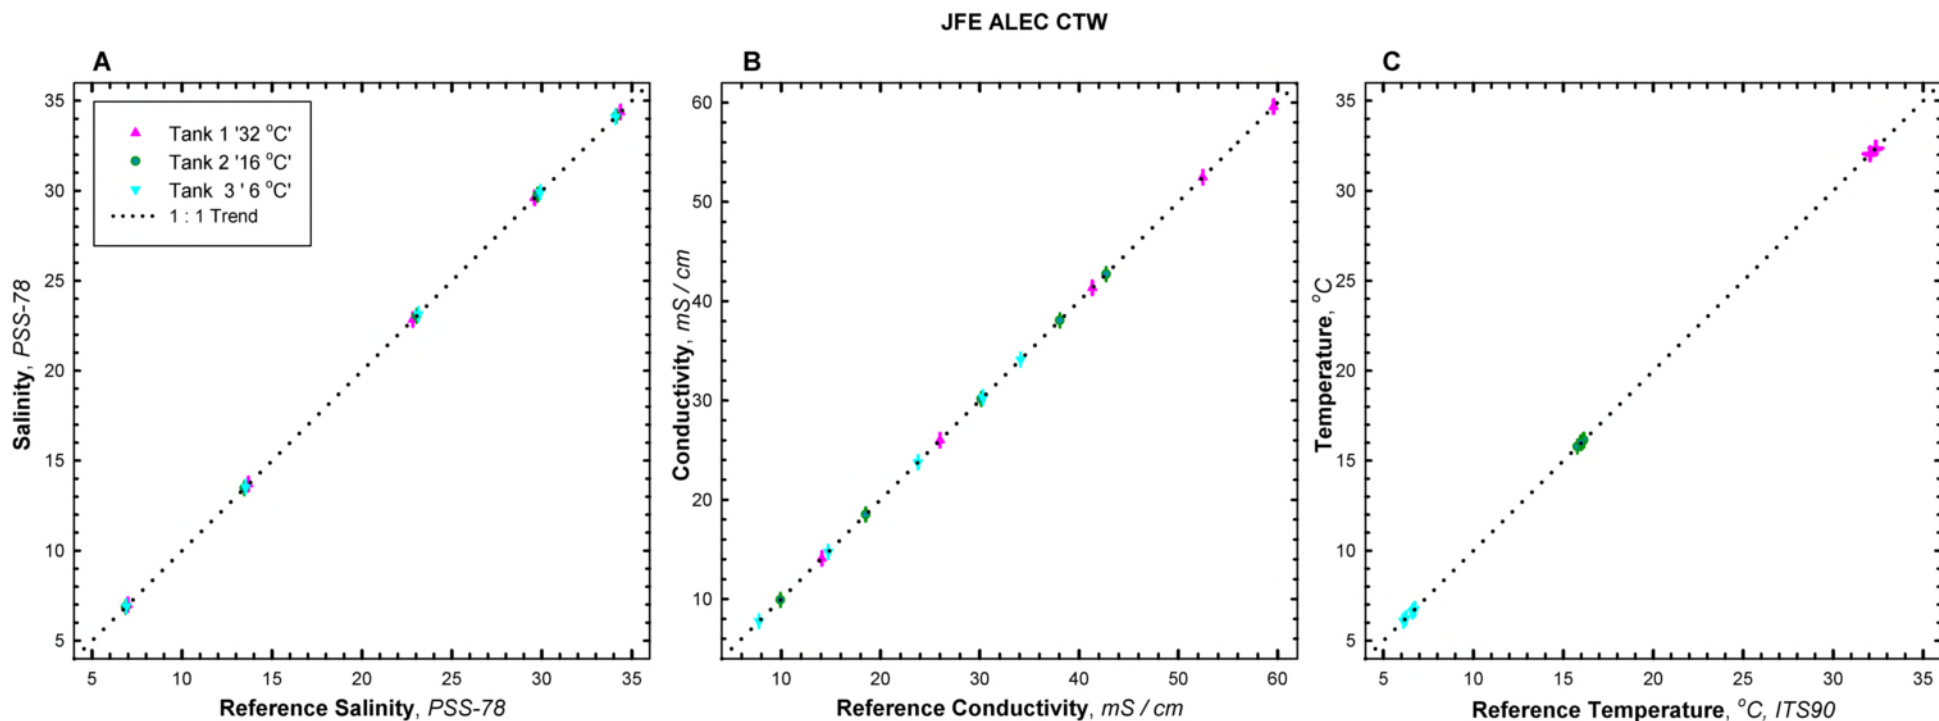 JFE ALEC CTW
A
Salinity, PSS-78
35
30
25
20
15
10
5
Tank 1 '32 °C'
Tank 2 '16 °C'
Tank 3 ' 6 °C'
1 : 1 Trend
5 10 15 20 25 30 35
Reference Salinity, PSS-78
B
Conductivity, mS / cm
60
50
40
30
20
10
10 20 30 40 50 60
Reference Conductivity, mS / cm
C
Temperature, °C
35
30
25
20
15
10
5
5 10 15 20 25 30 35
Reference Temperature, °C, ITS90